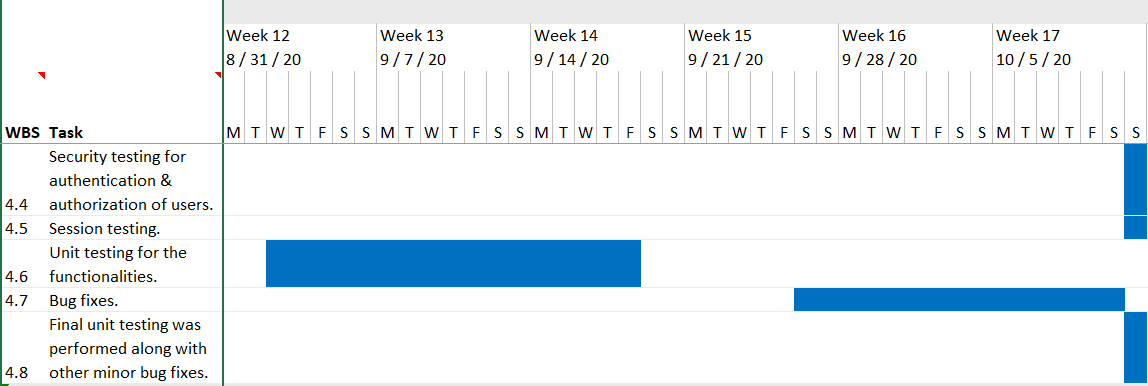 Week 12 Week 13 Week 14 Week 15 Week 16 Week 17
8 / 31 / 20 9 / 7 / 20 9 / 14 / 20 9 / 21 / 20 9 / 28 / 20 10 / 5 / 20
WBS Task M T W T F S S M T W T F S S M T W T F S S M T W T F S S M T W T F S S M T W T F S S
Security testing for
authentication &
4.4 authorization of users.
4.5 Session testing.
Unit testing for the
4.6 functionalities.
4.7 Bug fixes.
Final unit testing was
performed along with
4.8 other minor bug fixes.